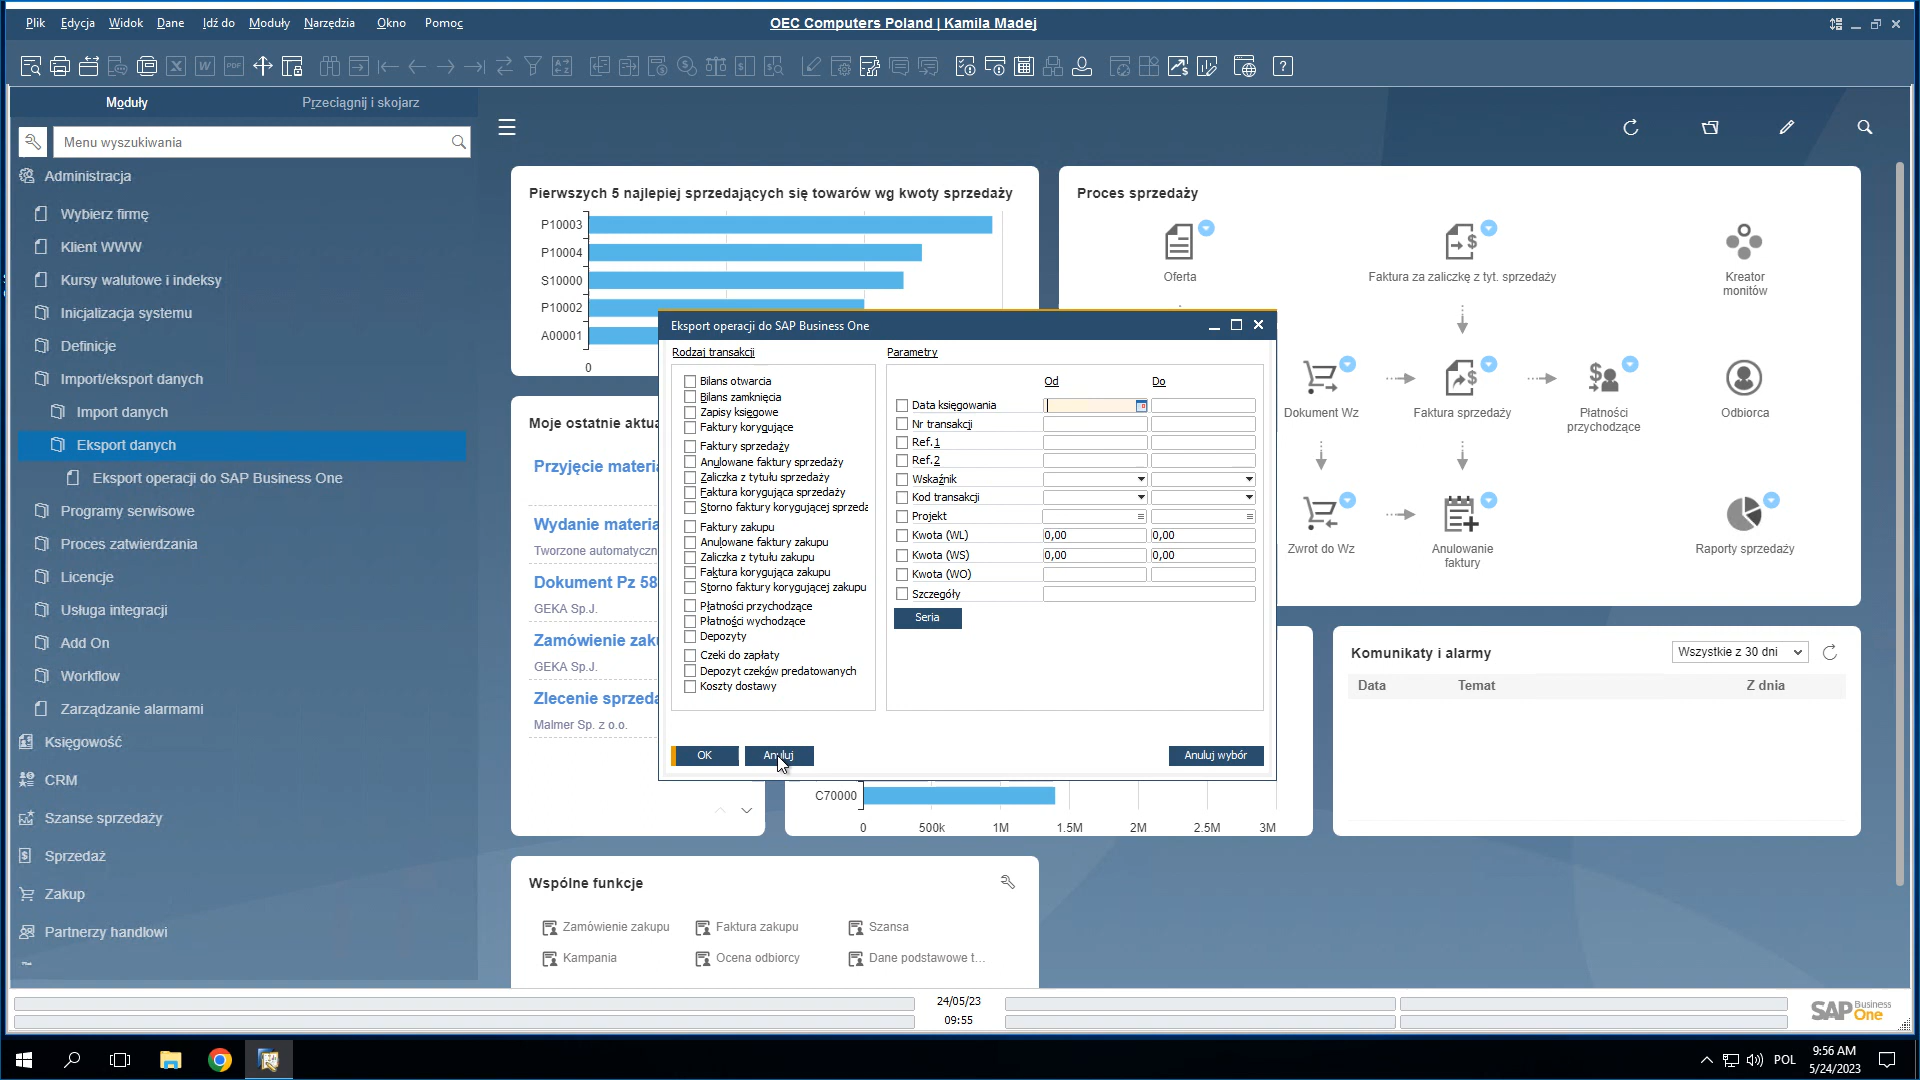 Plik Edycja Widok Dane Idź do Moduły Narzędzia Okno Pomoc
OEC Computers Poland | Kamila Madej
Moduły
Przeciągnij i skojarz
Menu wyszukiwania
Administracja
Wybierz firmę
Klient WWW
Kursy walutowe i indeksy
Inicjalizacja systemu
Definicje
Import/eksport danych
Import danych
Eksport danych
Eksport operacji do SAP Business One
Programy serwisowe
Proces zatwierdzania
Licencje
Usługa integracji
Add On
Workflow
Zarządzanie alarmami
Księgowość
CRM
Szanse sprzedaży
Sprzedaż
Zakup
Partnerzy handlowi
Pierwszych 5 najlepiej sprzedających się towarów wg kwoty sprzedaży
P10003
P10004
S10000
P10002
A00001
0
Moje ostatnie aktua
Przyjęcie materia
Wydanie materia
Tworzone automatyczn
Dokument Pz 58
GEKA Sp.J.
Zamówienie zaku
GEKA Sp.J.
Zlecenie sprzeda
Malmer Sp. z o.o.
Eksport operacji do SAP Business One
Rodzaj transakcji
Bilans otwarcia
Bilans zamknięcia
Zapisy księgowe
Faktury korygujące
Faktury sprzedaży
Anulowane faktury sprzedaży
Zaliczka z tytułu sprzedaży
Faktura korygująca sprzedaży
Storno faktury korygującej sprzeda
Faktury zakupu
Anulowane faktury zakupu
Zaliczka z tytułu zakupu
Faktura korygująca zakupu
Storno faktury korygującej zakupu
Płatności przychodzące
Płatności wychodzące
Depozyty
Czeki do zapłaty
Depozyt czeków predatowanych
Koszty dostawy
Parametry
Od Do
Data księgowania
Nr transakcji
Ref.1
Ref.2
Wskaźnik
Kod transakcji
Projekt
Kwota (WL) 0,00 0,00
Kwota (WS) 0,00 0,00
Kwota (WO)
Szczegóły
Seria
OK
Anuluj
Anuluj wybór
C70000
0 500k 1M 1.5M 2M 2.5M 3M
Proces sprzedaży
Oferta
Faktura za zaliczkę z tyt. sprzedaży
Kreator
monitów
Dokument Wz
Faktura sprzedaży
Płatności
przychodzące
Odbiorca
Zwrot do Wz
Anulowanie
faktury
Raporty sprzedaży
Komunikaty i alarmy
Wszystkie z 30 dni
Data Temat Z dnia
Wspólne funkcje
Zamówienie zakupu
Faktura zakupu
Szansa
Kampania
Ocena odbiorcy
Dane podstawowe t...
24/05/23
09:55
SAP Business One
POL
9:56 AM
5/24/2023